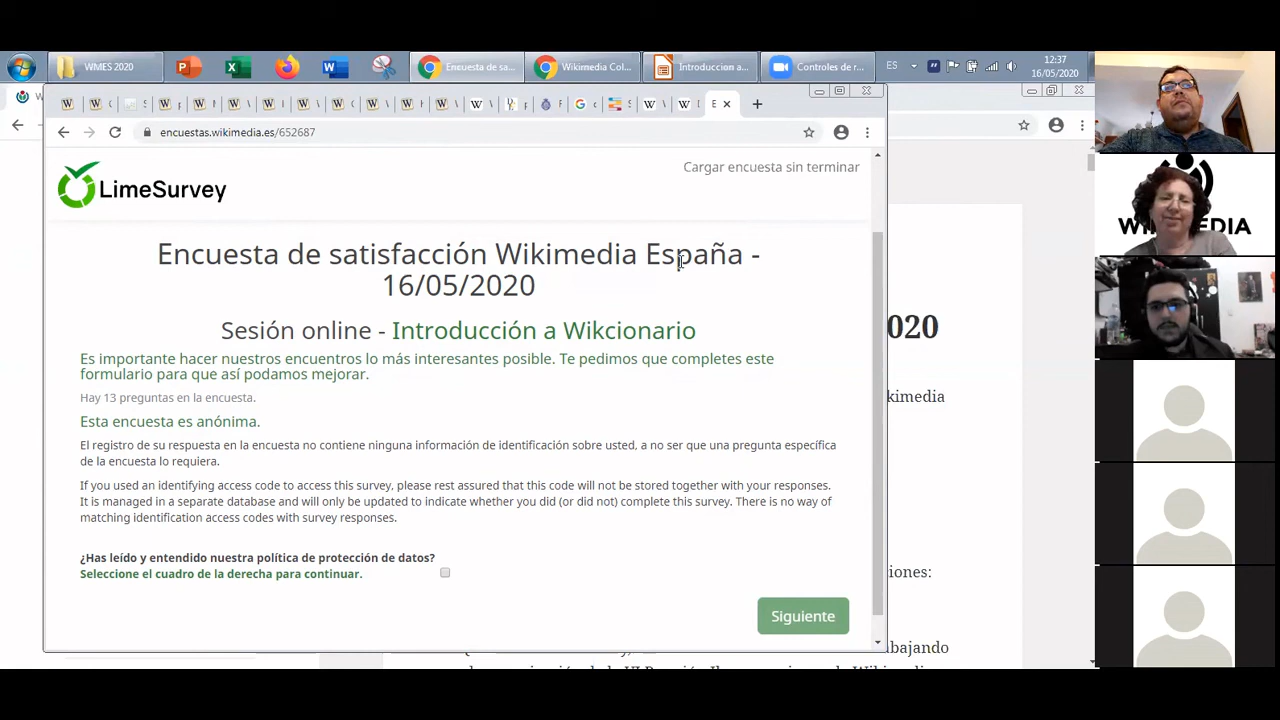 WMES 2020
Encuesta de sa...
Wikimedia Col...
Introduccion a...
Controles de r...
ES
12:37
16/05/2020
encuestas.wikimedia.es/652687
Cargar encuesta sin terminar
LimeSurvey
Encuesta de satisfacción Wikimedia España -
16/05/2020
Sesión online - Introducción a Wikcionario
Es importante hacer nuestros encuentros lo más interesantes posible. Te pedimos que completes este
formulario para que así podamos mejorar.
Hay 13 preguntas en la encuesta.
Esta encuesta es anónima.
El registro de su respuesta en la encuesta no contiene ninguna información de identificación sobre usted, a no ser que una pregunta específica
de la encuesta lo requiera.
If you used an identifying access code to access this survey, please rest assured that this code will not be stored together with your responses.
It is managed in a separate database and will only be updated to indicate whether you did (or did not) complete this survey. There is no way of
matching identification access codes with survey responses.
¿Has leído y entendido nuestra política de protección de datos?
Seleccione el cuadro de la derecha para continuar.
Siguiente
020
kimedia
iones:
abajando
WIKIMEDIA